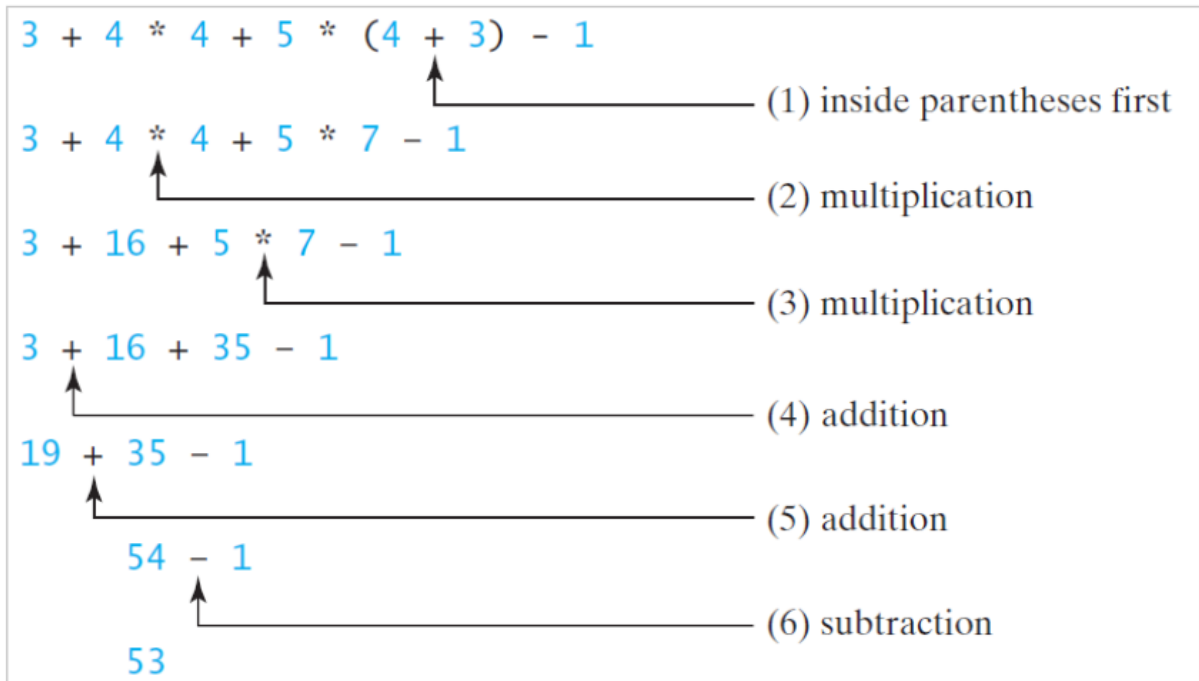 3 + 4 * 4 + 5 * (4 + 3) - 1
(1) inside parentheses first
3 + 4 * 4 + 5 * 7 - 1
(2) multiplication
3 + 16 + 5 * 7 - 1
(3) multiplication
3 + 16 + 35 - 1
(4) addition
19 + 35 - 1
(5) addition
54 - 1
(6) subtraction
53